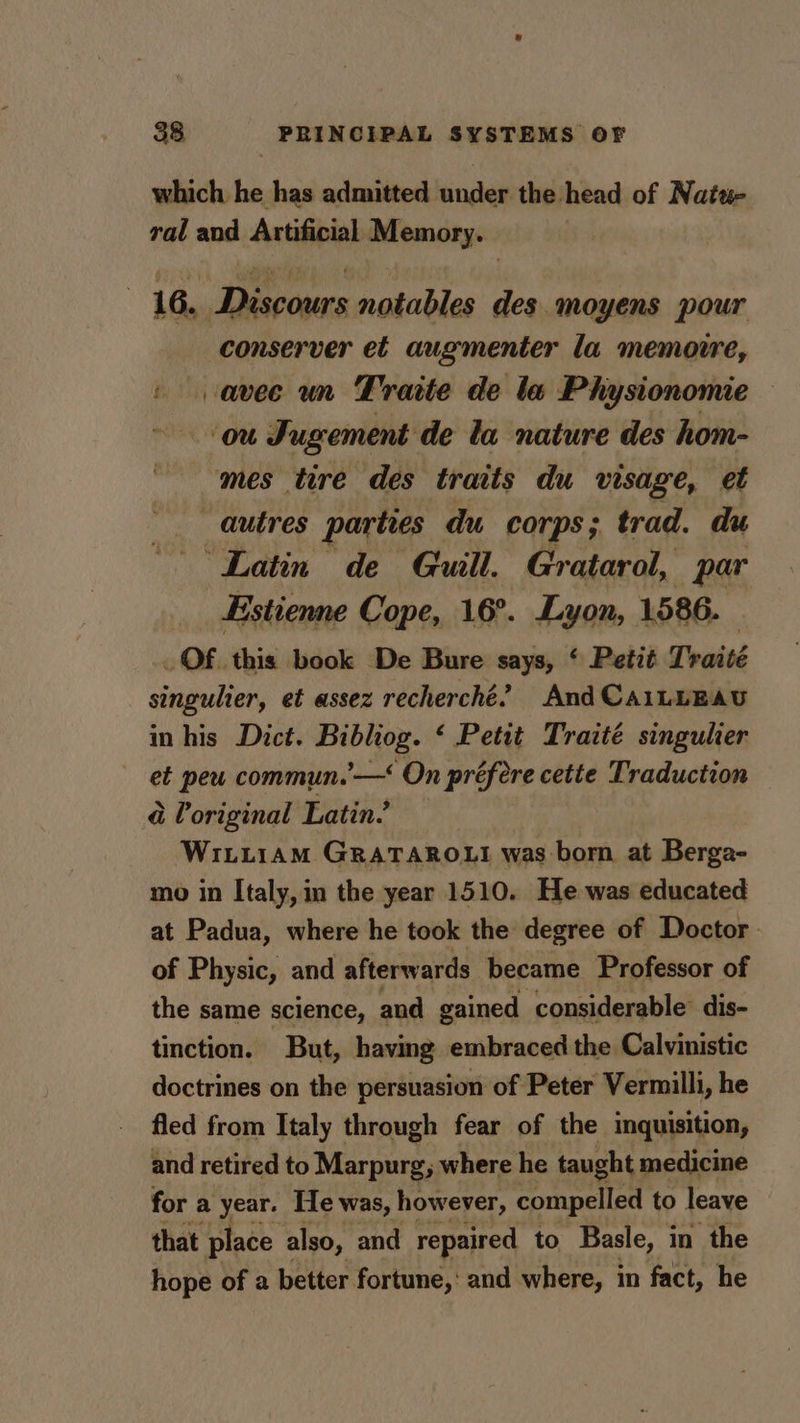 38 PRINCIPAL SYSTEMS OF
which he has admitted under the head of Natu-
ral and Artificial Memory.
16. Discours notables des moyens pour
conserver et augmenter la memoire,
avec un Traite de la Physionomie
ou Jugement de la nature des hom-
mes tire des traits du visage, et
autres parties du corps; trad. du
Latin de Guill. Gratarol, par
Estienne Cope, 16°. Lyon, 1586.
Of this book De Bure says, ‘ Petit Traité
singulier, et assez recherché.’ And CAILLEAU
in his Dict. Bibliog. ‘ Petit Traité singulier
et peu commun.’—‘ On préfère cette Traduction
à l’original Latin.’
WILLIAM GRATAROLI was born at Berga-
mo in Italy, in the year 1510. He was educated
at Padua, where he took the degree of Doctor
of Physic, and afterwards became Professor of
the same science, and gained considerable dis-
tinction. But, having embraced the Calvinistic
doctrines on the persuasion of Peter Vermilli, he
fled from Italy through fear of the inquisition,
and retired to Marpurg, where he taught medicine
for a year. He was, however, compelled to leave
that place also, and repaired to Basle, in the
hope of a better fortune, and where, in fact, he